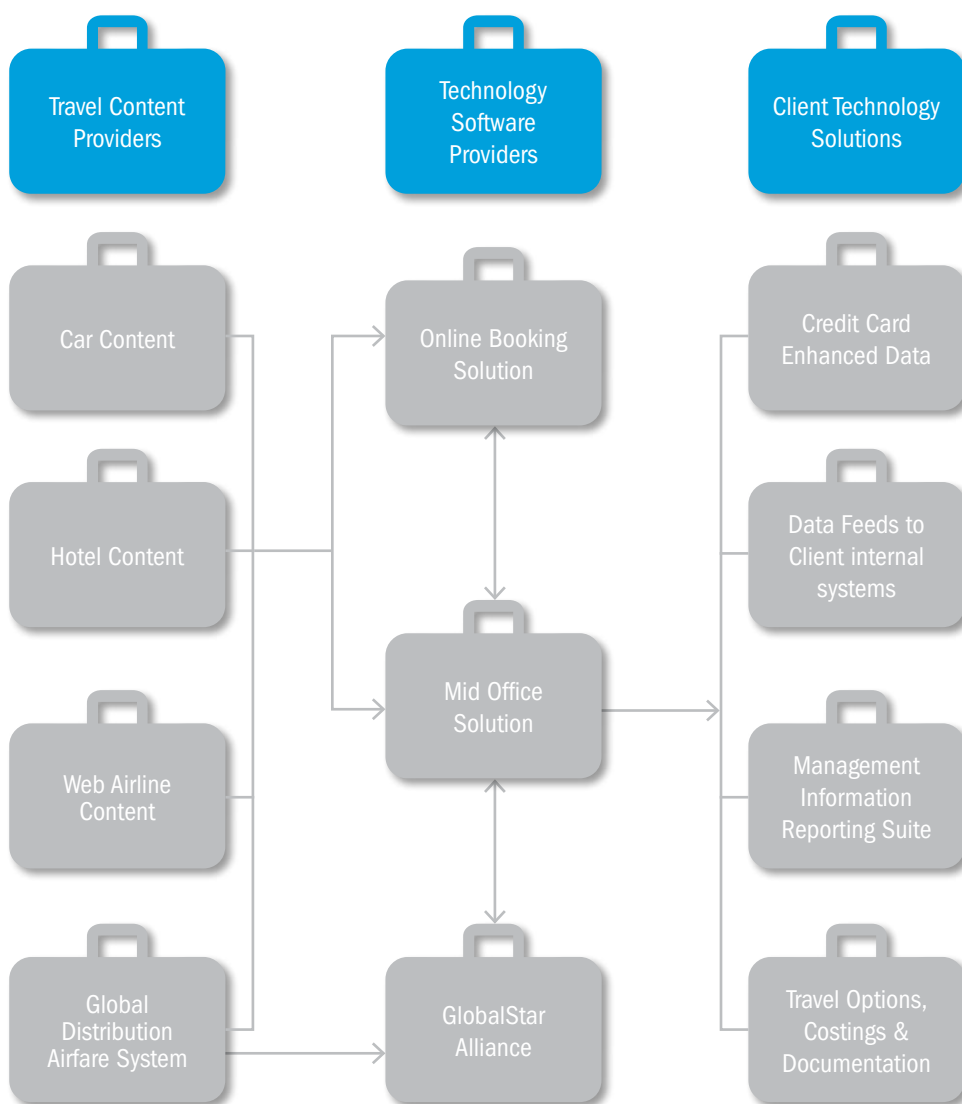 Travel Content
Providers
Technology
Software
Providers
Client Technology
Solutions
Car Content
Online Booking
Solution
Credit Card
Enhanced Data
Hotel Content
Data Feeds to
Client internal
systems
Mid Office
Solution
Web Airline
Content
Management
Information
Reporting Suite
Global
Distribution
Airfare System
GlobalStar
Alliance
Travel Options,
Costings &
Documentation